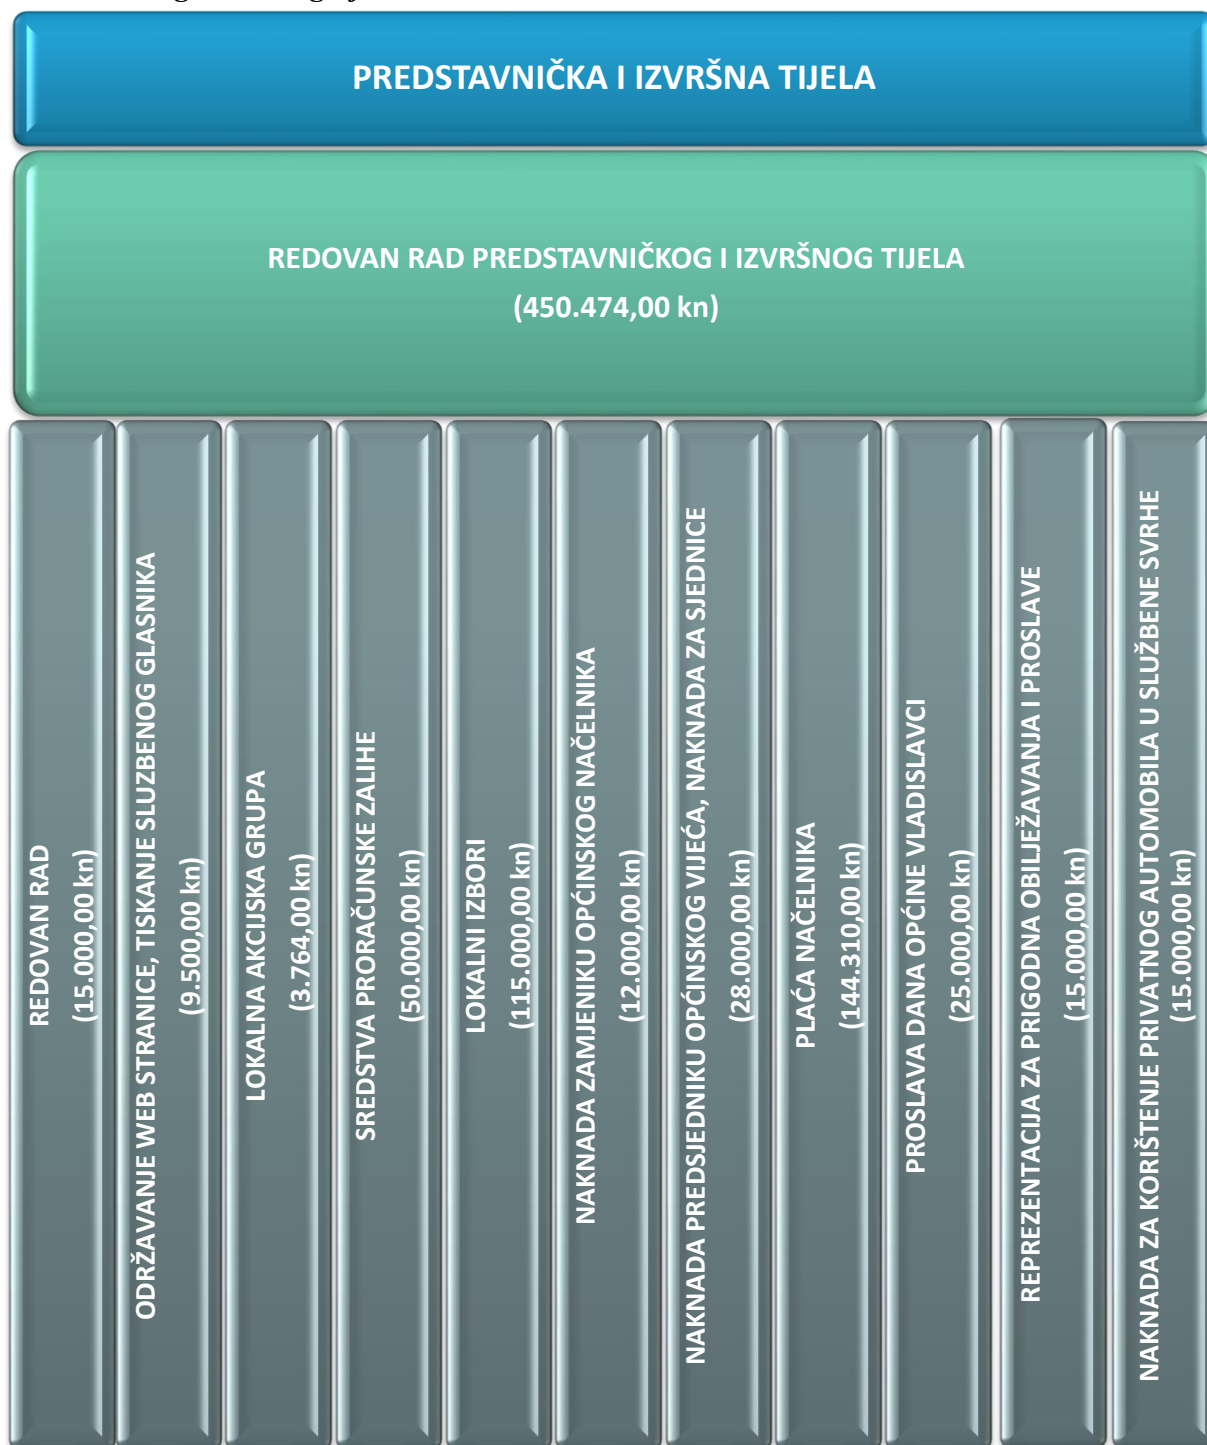 PREDSTAVNIČKA I IZVRŠNA TIJELA
REDOVAN RAD PREDSTAVNIČKOG I IZVRŠNOG TIJELA
(450.474,00 kn)
REDOVAN RAD
(15.000,00 kn)
ODRŽAVANJE WEB STRANICE, TISKANJE SLUZBENOG GLASNIKA
(9.500,00 kn)
LOKALNA AKCIJSKA GRUPA
(3.764,00 kn)
SREDSTVA PRORAČUNSKE ZALIHE
(50.000,00 kn)
LOKALNI IZBORI
(115.000,00 kn)
NAKNADA ZAMJENIKU OPĆINSKOG NAČELNIKA
(12.000,00 kn)
NAKNADA PREDSJEDNIKU OPĆINSKOG VIJEĆA, NAKNADA ZA SJEDNICE
(28.000,00 kn)
PLAĆA NAČELNIKA
(144.310,00 kn)
PROSLAVA DANA OPĆINE VLADISLAVCI
(25.000,00 kn)
REPREZENTACIJA ZA PRIGODNA OBILJEŽAVANJA I PROSLAVE
(15.000,00 kn)
NAKNADA ZA KORIŠTENJE PRIVATNOG AUTOMOBILA U SLUŽBENE SVRHE
(15.000,00 kn)